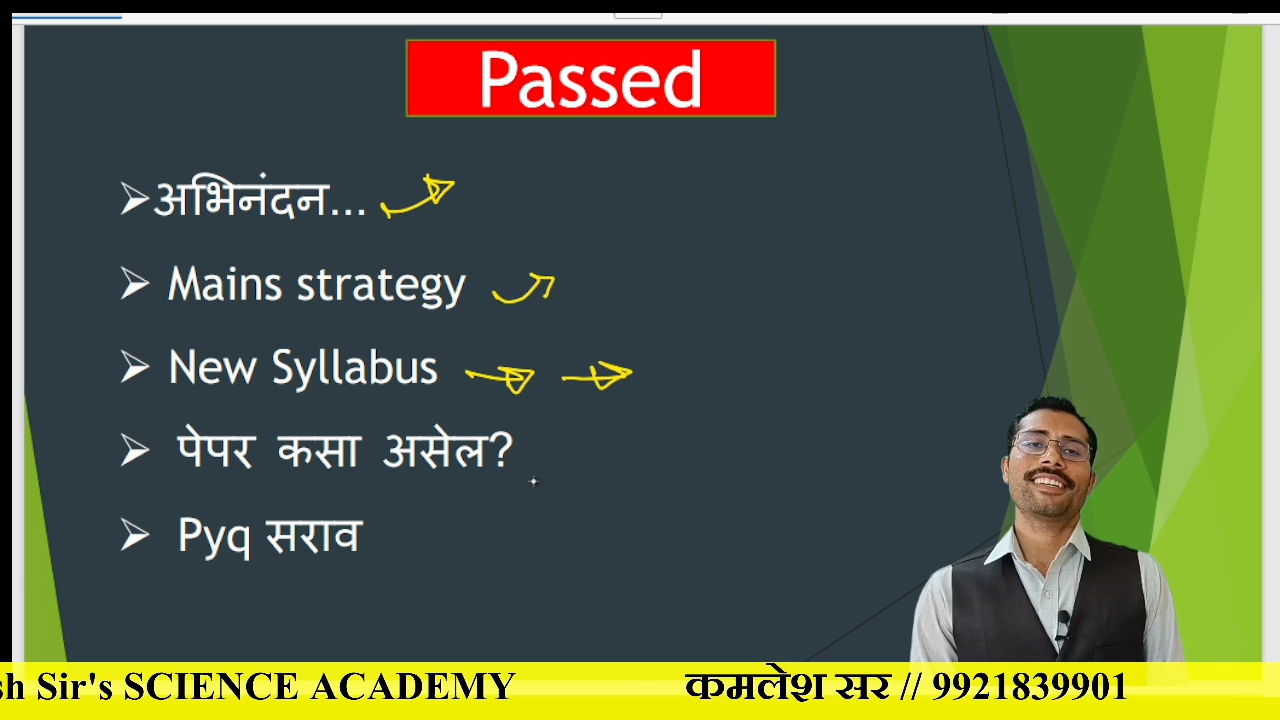 Passed
अभिनंदन...
Mains strategy
New Syllabus
पेपर कसा असेल?
Pyq सराव
sh Sir's SCIENCE ACADEMY कमलेश सर // 9921839901